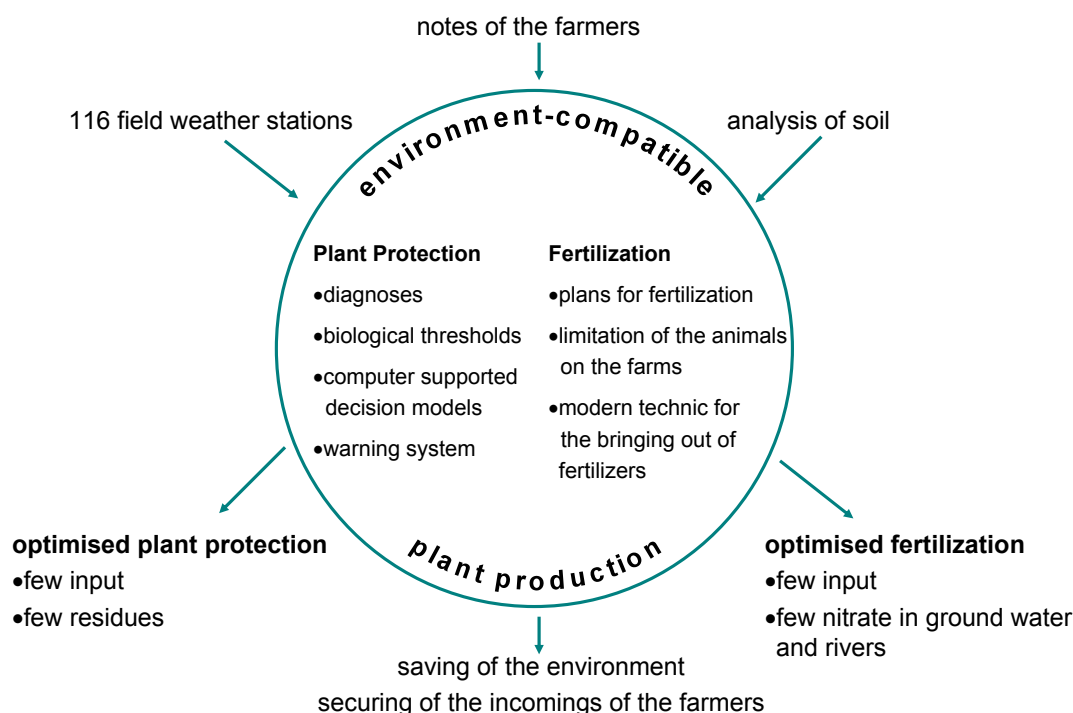 notes of the farmers
116 field weather stations
analysis of soil
environment-compatible
Plant Protection
•diagnoses
•biological thresholds
•computer supported
decision models
•warning system
Fertilization
•plans for fertilization
•limitation of the animals
on the farms
•modern technic for
the bringing out of
fertilizers
plant production
optimised plant protection
•few input
•few residues
optimised fertilization
•few input
•few nitrate in ground water
and rivers
saving of the environment
securing of the incomings of the farmers